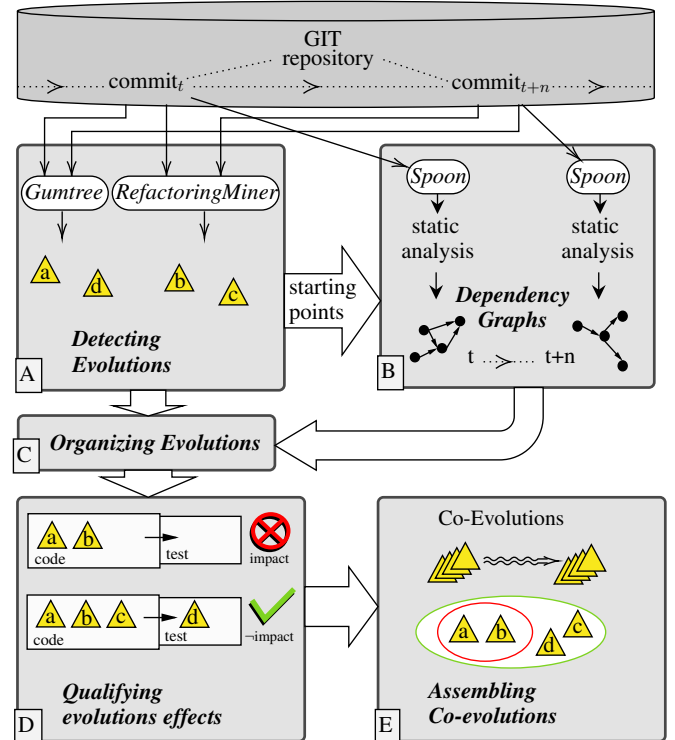 GIT
repository
commit_t
commit_{t+n}
Gumtree
RefactoringMiner
Spoon
Spoon
static
analysis
static
analysis
a
d
b
c
starting
points
Detecting
Evolutions
A
Dependency
Graphs
t
t+n
B
C
Organizing Evolutions
a
b
code
test
impact
a
b
c
d
code
test
¬impact
Qualifying
evolutions effects
D
Co-Evolutions
a
b
d
c
Assembling
Co-evolutions
E